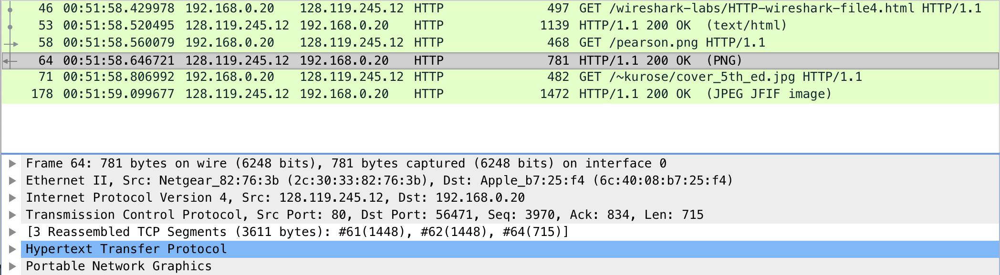 46 00:51:58.429978 192.168.0.20 128.119.245.12 HTTP 497 GET /wireshark-labs/HTTP-wireshark-file4.html HTTP/1.1
53 00:51:58.520495 128.119.245.12 192.168.0.20 HTTP 1139 HTTP/1.1 200 OK (text/html)
58 00:51:58.560079 192.168.0.20 128.119.245.12 HTTP 468 GET /pearson.png HTTP/1.1
64 00:51:58.646721 128.119.245.12 192.168.0.20 HTTP 781 HTTP/1.1 200 OK (PNG)
71 00:51:58.806992 192.168.0.20 128.119.245.12 HTTP 482 GET /~kurose/cover_5th_ed.jpg HTTP/1.1
178 00:51:59.099677 128.119.245.12 192.168.0.20 HTTP 1472 HTTP/1.1 200 OK (JPEG JFIF image)
Frame 64: 781 bytes on wire (6248 bits), 781 bytes captured (6248 bits) on interface 0
Ethernet II, Src: Netgear_82:76:3b (2c:30:33:82:76:3b), Dst: Apple_b7:25:f4 (6c:40:08:b7:25:f4)
Internet Protocol Version 4, Src: 128.119.245.12, Dst: 192.168.0.20
Transmission Control Protocol, Src Port: 80, Dst Port: 56471, Seq: 3970, Ack: 834, Len: 715
[3 Reassembled TCP Segments (3611 bytes): #61(1448), #62(1448), #64(715)]
Hypertext Transfer Protocol
Portable Network Graphics